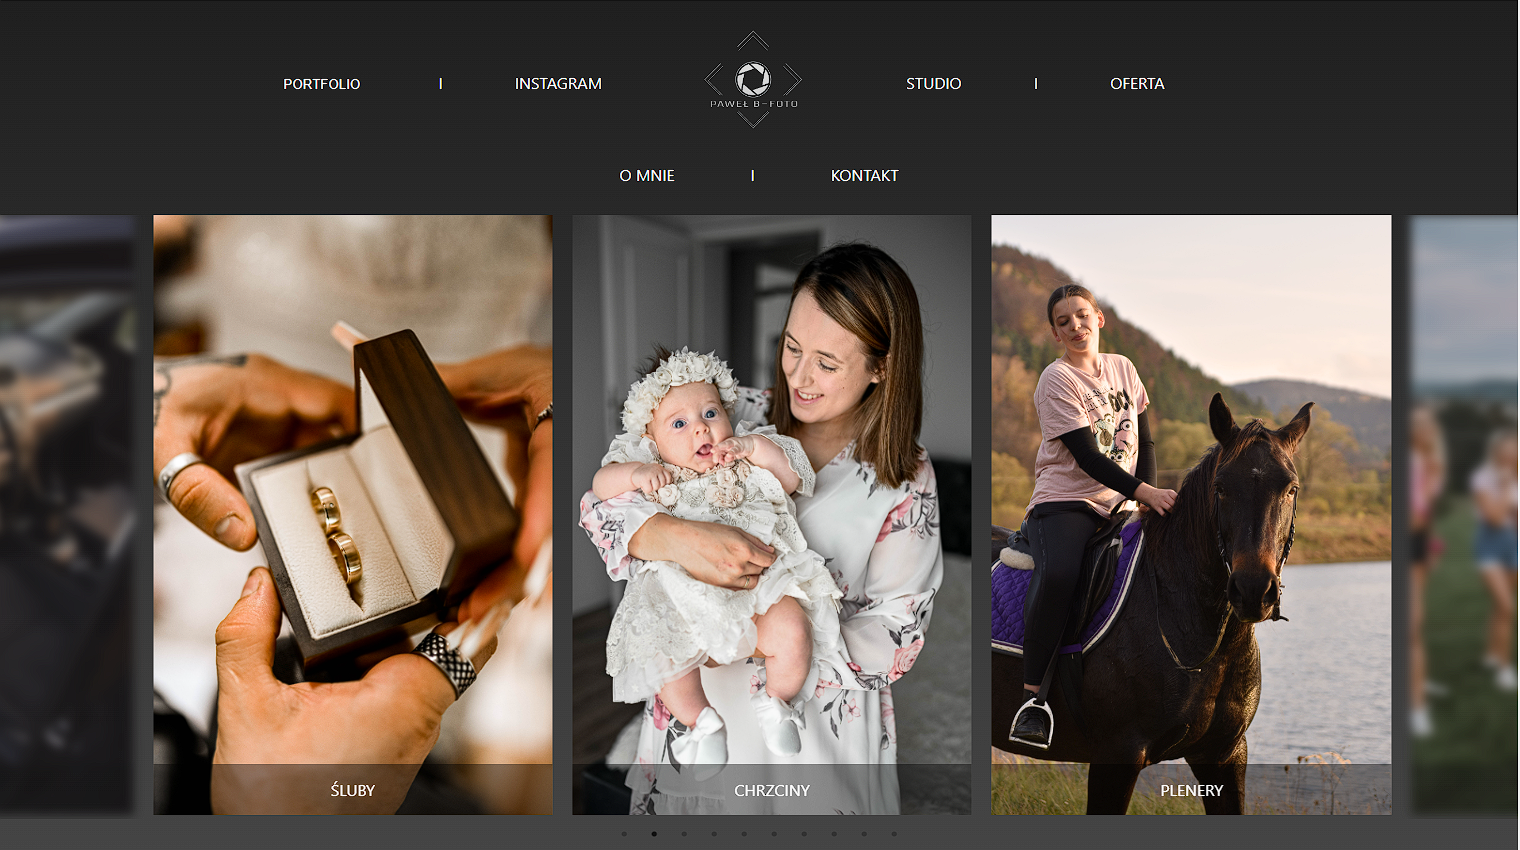 PORTFOLIO I INSTAGRAM PAWEŁ B-FOTO STUDIO I OFERTA
O MNIE I KONTAKT
ŚLUBY CHRZCINY PLENERY